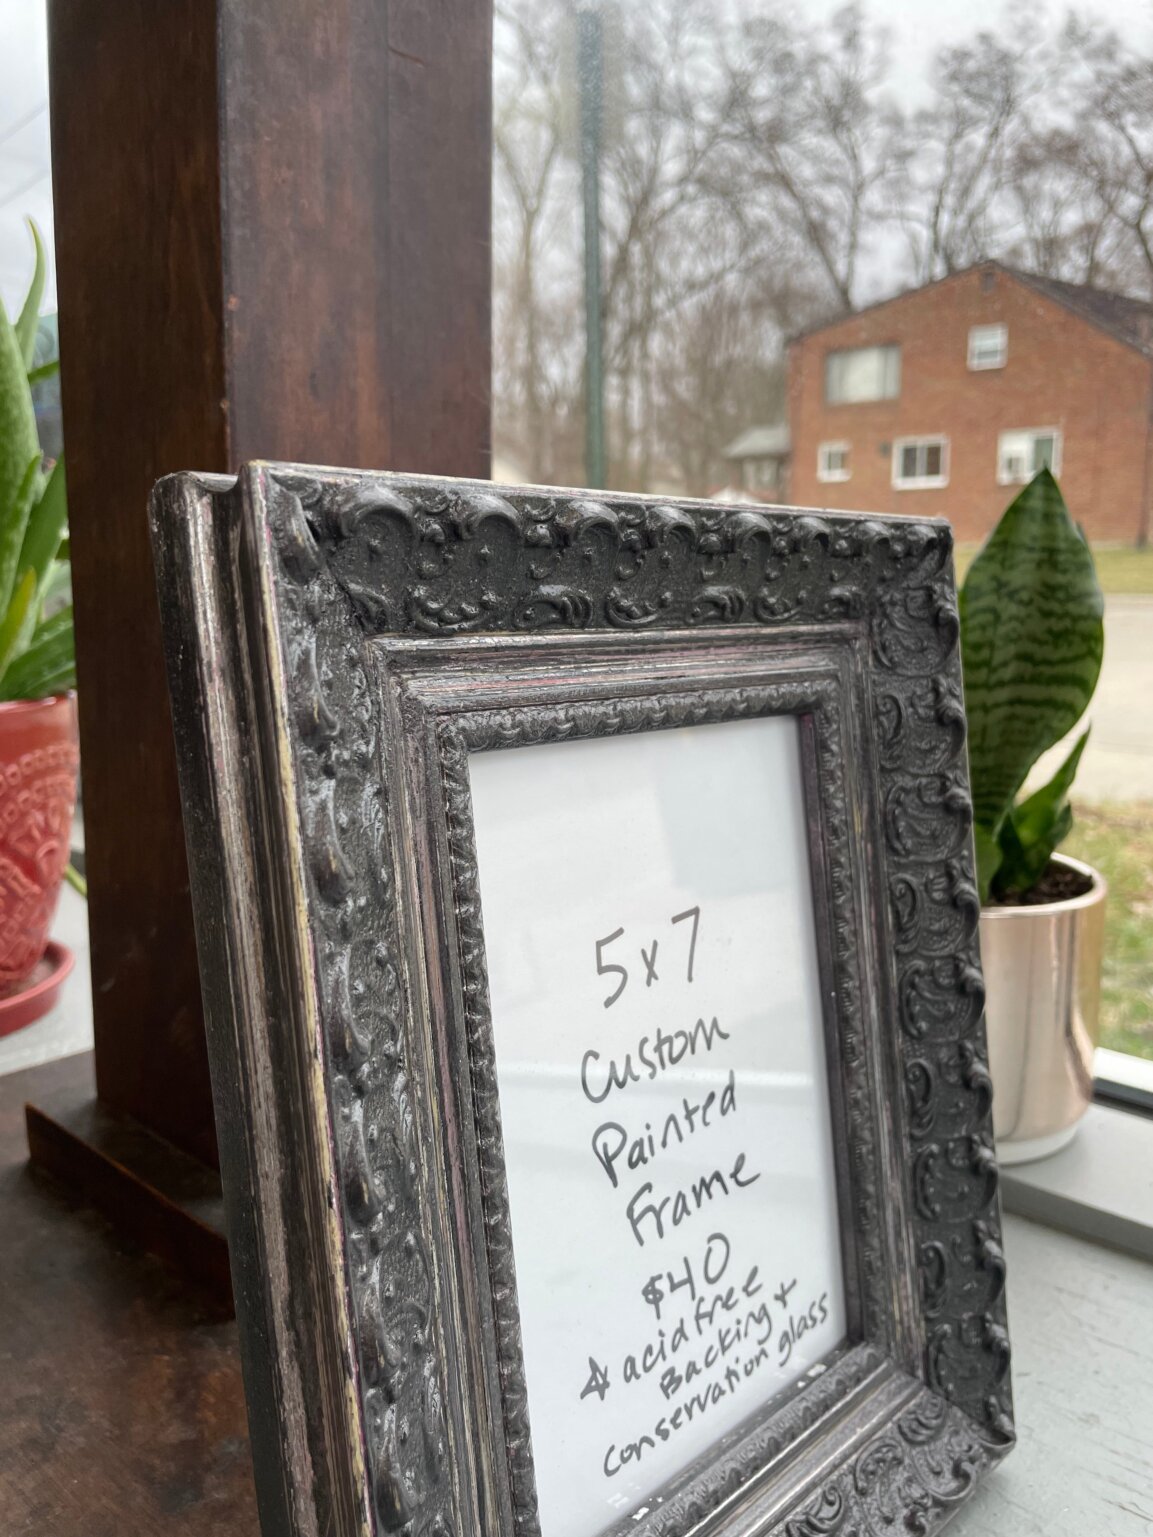 5x7
Custom
Painted
Frame
$40
☆ acid free
Backing +
conservation glass